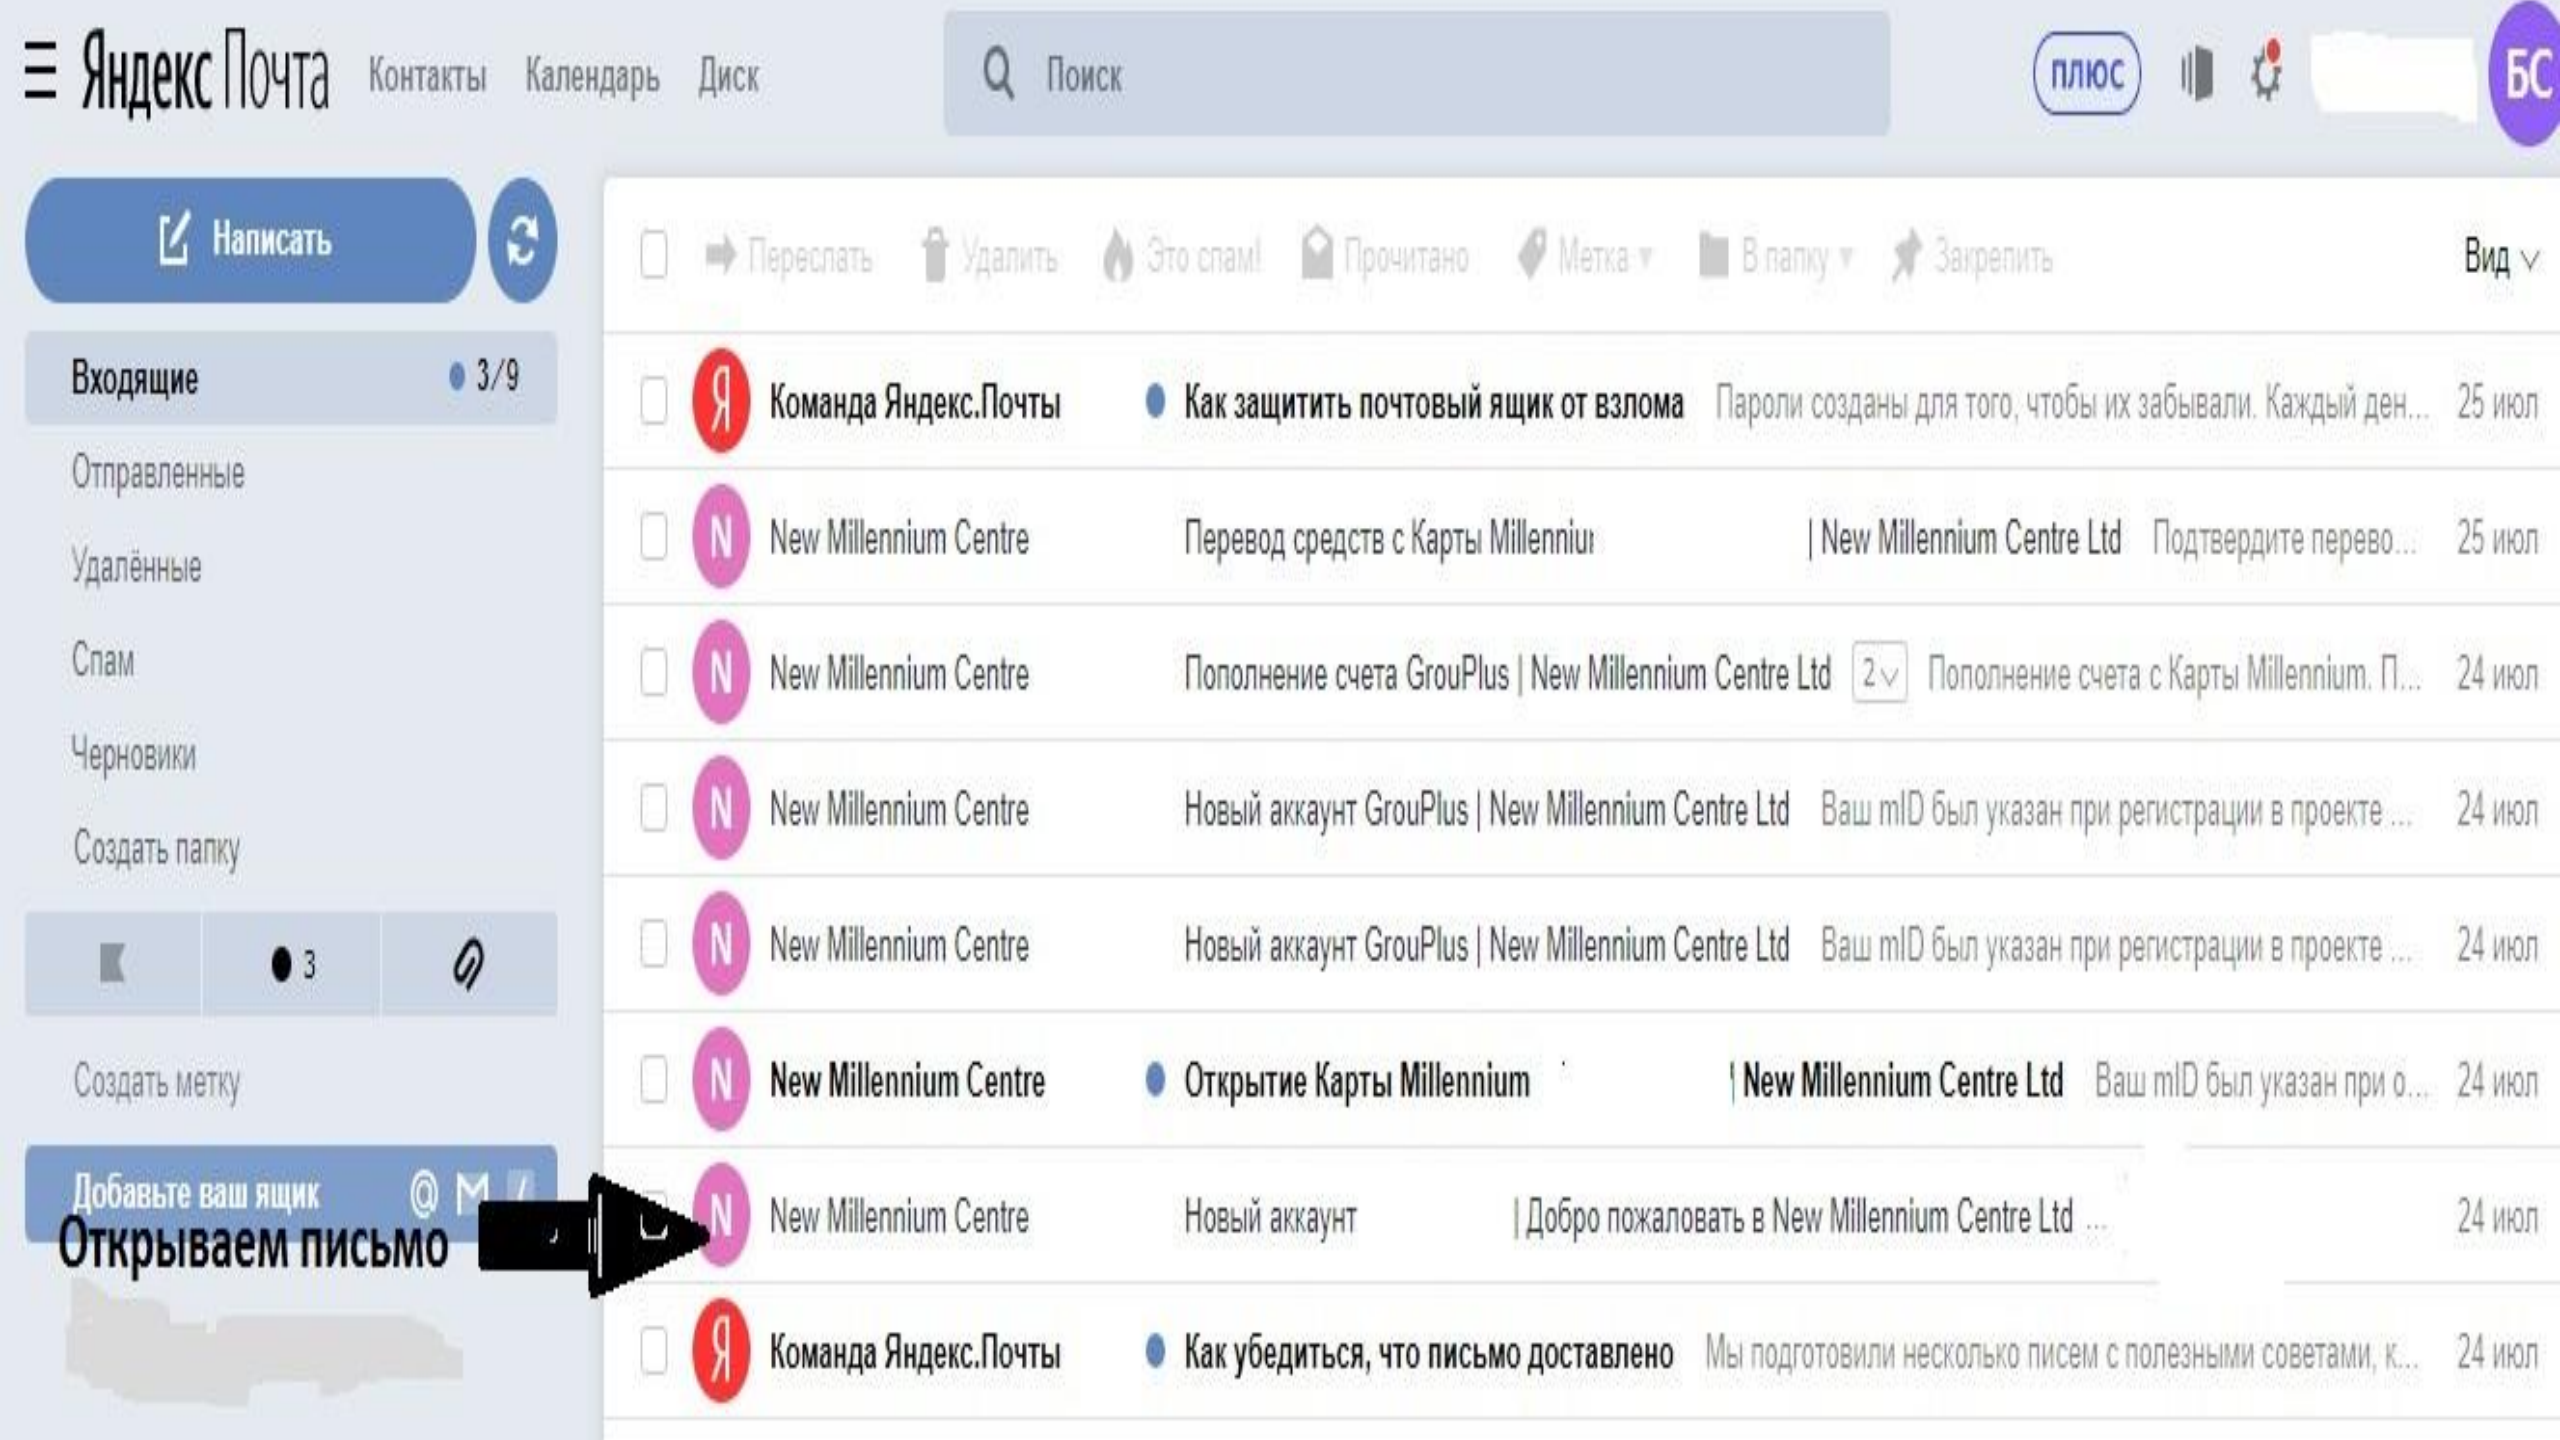 Яндекс Почта Контакты Календарь Диск Поиск ПЛЮС БС
Написать
Переслать Удалить Это спам! Прочитано Метка В папку Закрепить Вид
Входящие 3/9
Отправленные
Удалённые
Спам
Черновики
Создать папку
3
Создать метку
Добавьте ваш ящик @
Открываем письмо
Я Команда Яндекс.Почты Как защитить почтовый ящик от взлома Пароли созданы для того, чтобы их забывали. Каждый ден... 25 июл
N New Millennium Centre Перевод средств с Карты | New Millennium Centre Ltd Подтвердите перево... 25 июл
N New Millennium Centre Пополнение счета GrouPlus | New Millennium Centre Ltd 2 Пополнение счета с Карты Millennium. П... 24 июл
N New Millennium Centre Новый аккаунт GrouPlus | New Millennium Centre Ltd Ваш mID был указан при регистрации в проекте ... 24 июл
N New Millennium Centre Новый аккаунт GrouPlus | New Millennium Centre Ltd Ваш mID был указан при регистрации в проекте ... 24 июл
N New Millennium Centre Открытие Карты Millennium | New Millennium Centre Ltd Ваш mID был указан при о... 24 июл
N New Millennium Centre Новый аккаунт | Добро пожаловать в New Millennium Centre Ltd ... 24 июл
Я Команда Яндекс.Почты Как убедиться, что письмо доставлено Мы подготовили несколько писем с полезными советами, к... 24 июл